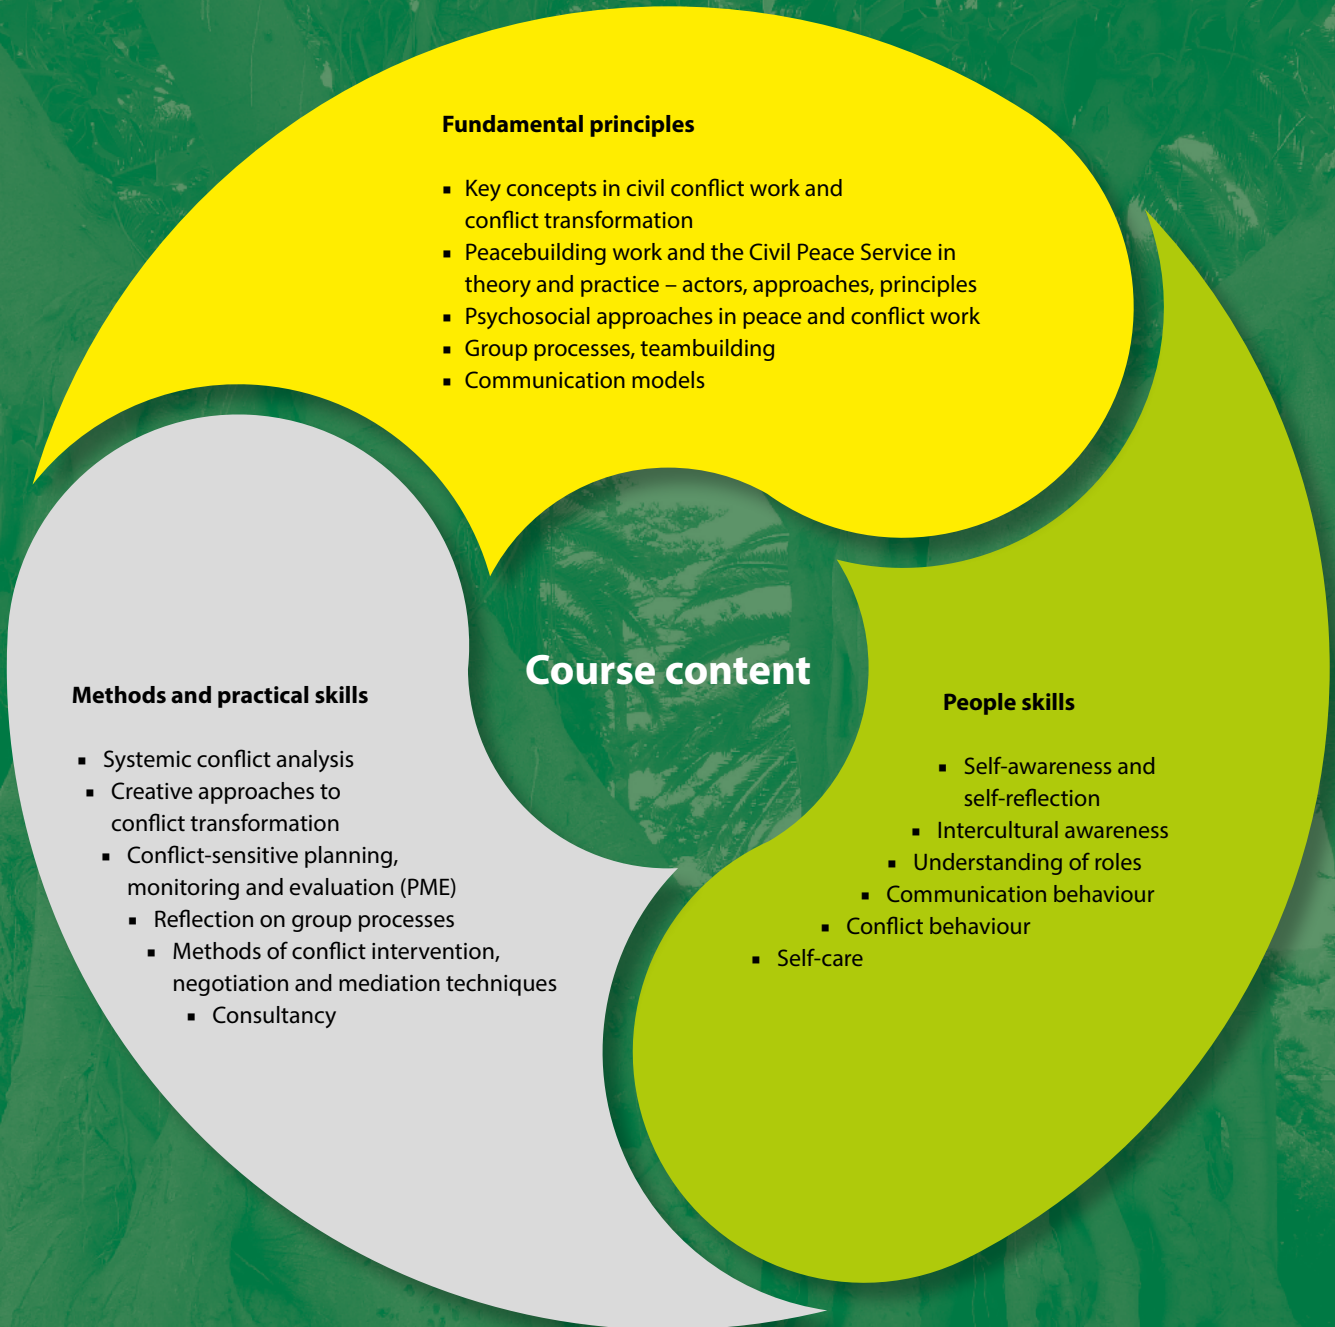 Fundamental principles
▪ Key concepts in civil conflict work and
conflict transformation
▪ Peacebuilding work and the Civil Peace Service in
theory and practice – actors, approaches, principles
▪ Psychosocial approaches in peace and conflict work
▪ Group processes, teambuilding
▪ Communication models
Course content
Methods and practical skills
▪ Systemic conflict analysis
▪ Creative approaches to
conflict transformation
▪ Conflict-sensitive planning,
monitoring and evaluation (PME)
▪ Reflection on group processes
▪ Methods of conflict intervention,
negotiation and mediation techniques
▪ Consultancy
People skills
▪ Self-awareness and
self-reflection
▪ Intercultural awareness
▪ Understanding of roles
▪ Communication behaviour
▪ Conflict behaviour
▪ Self-care